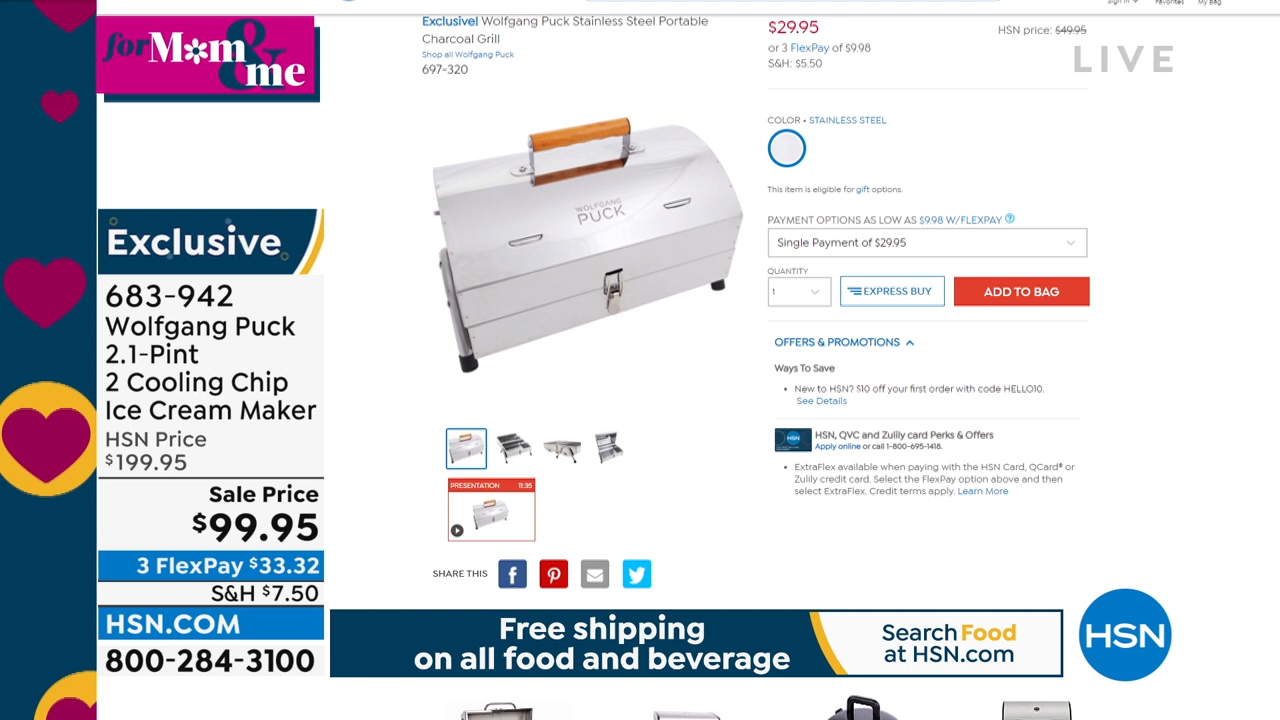 for Mom
& me
Exclusive
683-942
Wolfgang Puck
2.1-Pint
2 Cooling Chip
Ice Cream Maker
HSN Price
$199.95
Sale Price
$99.95
3 FlexPay $33.32
S&H $7.50
HSN.COM
800-284-3100
Sign in
Favorites
My Bag
Exclusive! Wolfgang Puck Stainless Steel Portable
Charcoal Grill
Shop all Wolfgang Puck
697-320
WOLFGANG
PUCK
PRESENTATION 11:35
SHARE THIS
$29.95
HSN price: $49.95
or 3 FlexPay of $9.98
S&H: $5.50
LIVE
COLOR • STAINLESS STEEL
This item is eligible for gift options.
PAYMENT OPTIONS AS LOW AS $9.98 W/FLEXPAY ?
Single Payment of $29.95
QUANTITY
1
EXPRESS BUY
ADD TO BAG
OFFERS & PROMOTIONS
Ways To Save
• New to HSN? $10 off your first order with code HELLO10.
See Details
HSN
HSN, QVC and Zulily card Perks & Offers
Apply online or call 1-800-695-1418.
• ExtraFlex available when paying with the HSN Card, QCard® or
Zulily credit card. Select the FlexPay option above and then
select ExtraFlex. Credit terms apply. Learn More
Free shipping
on all food and beverage
Search Food
at HSN.com
HSN